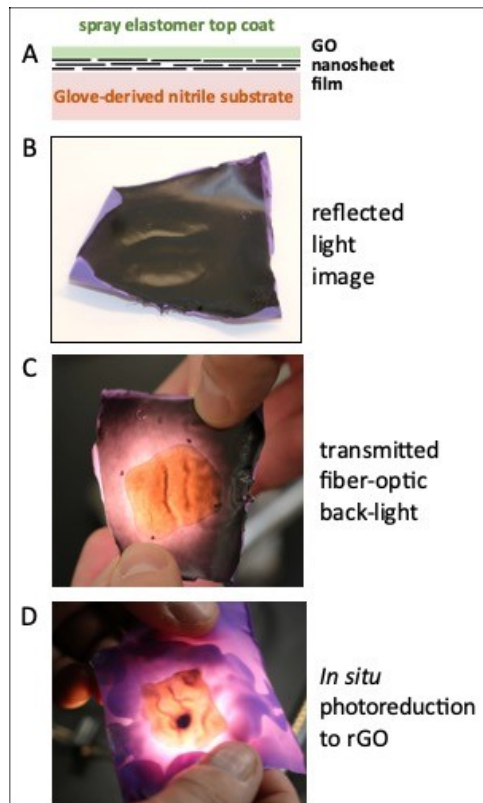 spray elastomer top coat
A
GO
nanosheet
film
Glove-derived nitrile substrate
B
reflected
light
image
C
transmitted
fiber-optic
back-light
D
In situ
photoreduction
to rGO